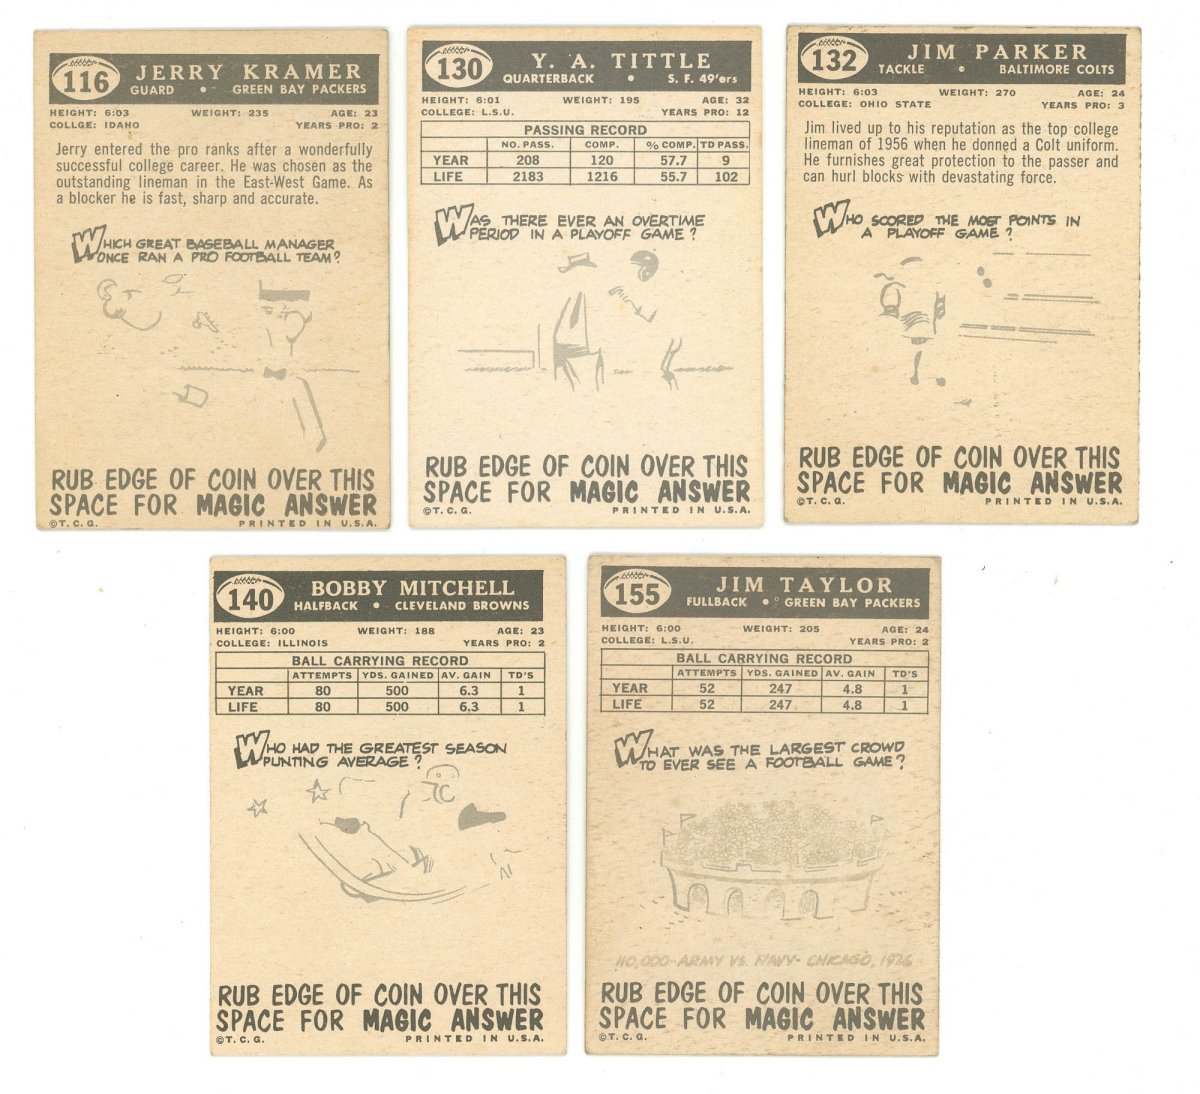 116
JERRY KRAMER
GUARD • GREEN BAY PACKERS
HEIGHT: 6:03 WEIGHT: 235 AGE: 23
COLLGE: IDAHO YEARS PRO: 2
Jerry entered the pro ranks after a wonderfully
successful college career. He was chosen as the
outstanding lineman in the East-West Game. As
a blocker he is fast, sharp and accurate.
WHICH GREAT BASEBALL MANAGER
ONCE RAN A PRO FOOTBALL TEAM?
RUB EDGE OF COIN OVER THIS
SPACE FOR MAGIC ANSWER
©T.C.G. PRINTED IN U.S.A.
130
Y. A. TITTLE
QUARTERBACK • S. F. 49'ers
HEIGHT: 6:01 WEIGHT: 195 AGE: 32
COLLEGE: L.S.U. YEARS PRO: 12
PASSING RECORD
NO. PASS. COMP. % COMP. TD PASS.
YEAR 208 120 57.7 9
LIFE 2183 1216 55.7 102
WAS THERE EVER AN OVERTIME
PERIOD IN A PLAYOFF GAME?
RUB EDGE OF COIN OVER THIS
SPACE FOR MAGIC ANSWER
©T.C.G. PRINTED IN U.S.A.
132
JIM PARKER
TACKLE • BALTIMORE COLTS
HEIGHT: 6:03 WEIGHT: 270 AGE: 24
COLLEGE: OHIO STATE YEARS PRO: 3
Jim lived up to his reputation as the top college
lineman of 1956 when he donned a Colt uniform.
He furnishes great protection to the passer and
can hurl blocks with devastating force.
WHO SCORED THE MOST POINTS IN
A PLAYOFF GAME?
RUB EDGE OF COIN OVER THIS
SPACE FOR MAGIC ANSWER
©T.C.G. PRINTED IN U.S.A.
140
BOBBY MITCHELL
HALFBACK • CLEVELAND BROWNS
HEIGHT: 6:00 WEIGHT: 188 AGE: 23
COLLEGE: ILLINOIS YEARS PRO: 2
BALL CARRYING RECORD
ATTEMPTS YDS. GAINED AV. GAIN TD'S
YEAR 80 500 6.3 1
LIFE 80 500 6.3 1
WHO HAD THE GREATEST SEASON
PUNTING AVERAGE?
RUB EDGE OF COIN OVER THIS
SPACE FOR MAGIC ANSWER
©T.C.G. PRINTED IN U.S.A.
155
JIM TAYLOR
FULLBACK • GREEN BAY PACKERS
HEIGHT: 6:00 WEIGHT: 205 AGE: 24
COLLEGE: L.S.U. YEARS PRO: 2
BALL CARRYING RECORD
ATTEMPTS YDS. GAINED AV. GAIN TD'S
YEAR 52 247 4.8 1
LIFE 52 247 4.8 1
WHAT WAS THE LARGEST CROWD
TO EVER SEE A FOOTBALL GAME?
110,000-ARMY VS. NAVY-CHICAGO, 1926
RUB EDGE OF COIN OVER THIS
SPACE FOR MAGIC ANSWER
©T.C.G. PRINTED IN U.S.A.